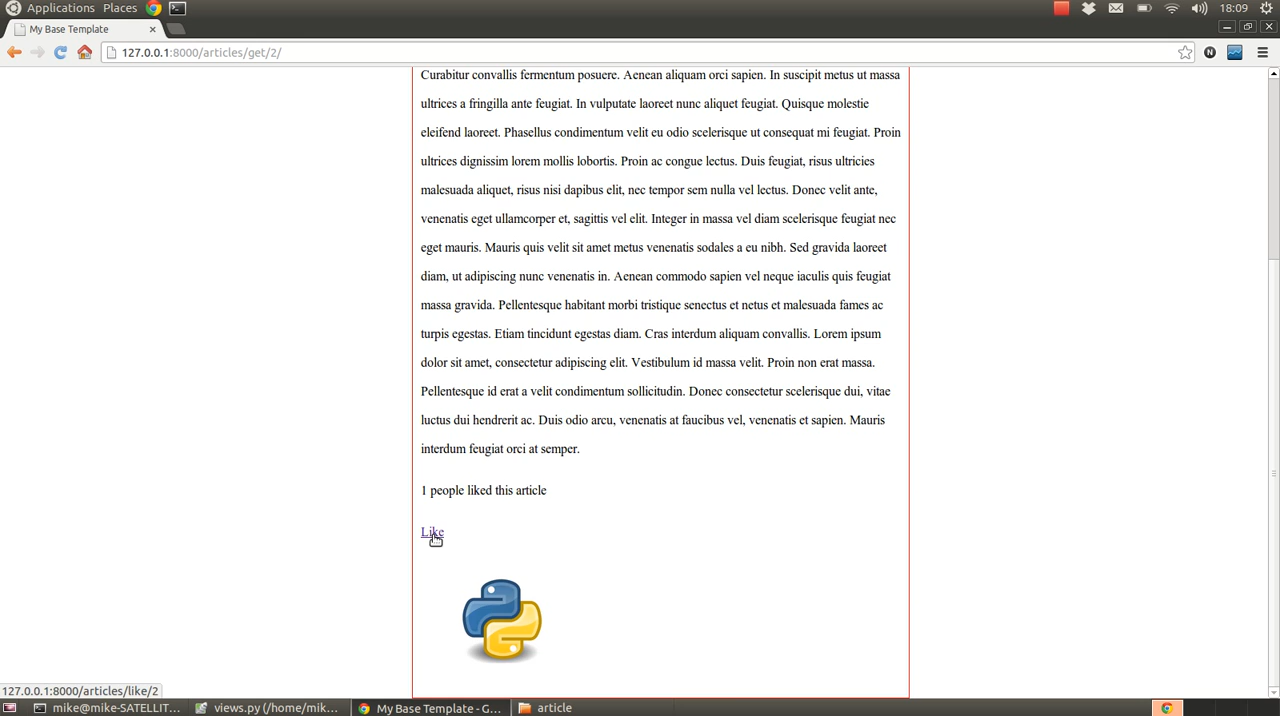 Applications Places 18:09
My Base Template
127.0.0.1:8000/articles/get/2/
N
Curabitur convallis fermentum posuere. Aenean aliquam orci sapien. In suscipit metus ut massa
ultrices a fringilla ante feugiat. In vulputate laoreet nunc aliquet feugiat. Quisque molestie
eleifend laoreet. Phasellus condimentum velit eu odio scelerisque ut consequat mi feugiat. Proin
ultrices dignissim lorem mollis lobortis. Proin ac congue lectus. Duis feugiat, risus ultricies
malesuada aliquet, risus nisi dapibus elit, nec tempor sem nulla vel lectus. Donec velit ante,
venenatis eget ullamcorper et, sagittis vel elit. Integer in massa vel diam scelerisque feugiat nec
eget mauris. Mauris quis velit sit amet metus venenatis sodales a eu nibh. Sed gravida laoreet
diam, ut adipiscing nunc venenatis in. Aenean commodo sapien vel neque iaculis quis feugiat
massa gravida. Pellentesque habitant morbi tristique senectus et netus et malesuada fames ac
turpis egestas. Etiam tincidunt egestas diam. Cras interdum aliquam convallis. Lorem ipsum
dolor sit amet, consectetur adipiscing elit. Vestibulum id massa velit. Proin non erat massa.
Pellentesque id erat a velit condimentum sollicitudin. Donec consectetur scelerisque dui, vitae
luctus dui hendrerit ac. Duis odio arcu, venenatis at faucibus vel, venenatis et sapien. Mauris
interdum feugiat orci at semper.
1 people liked this article
Like
127.0.0.1:8000/articles/like/2
mike@mike-SATELLIT... views.py (/home/mik... My Base Template - G... article